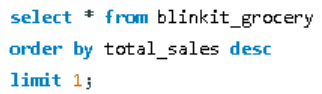 select * from blinkit_grocery
order by total_sales desc
limit 1;